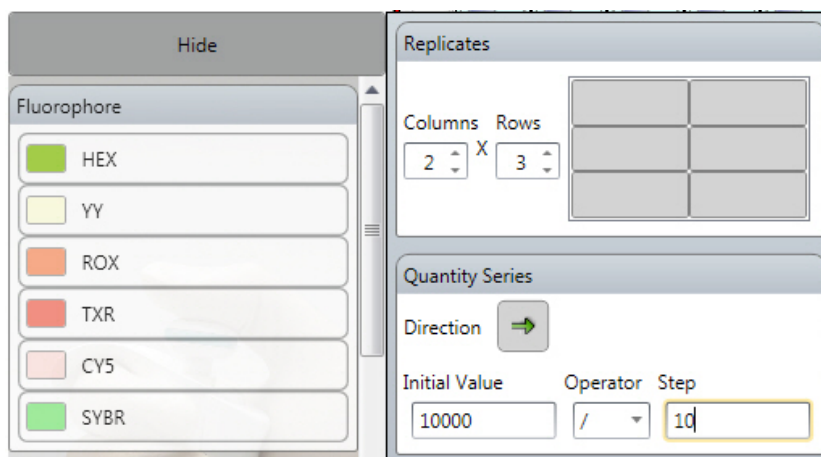 Hide
Fluorophore
HEX
YY
ROX
TXR
CY5
SYBR
Replicates
Columns Rows
2 X 3
Quantity Series
Direction
Initial Value Operator Step
10000 / 10